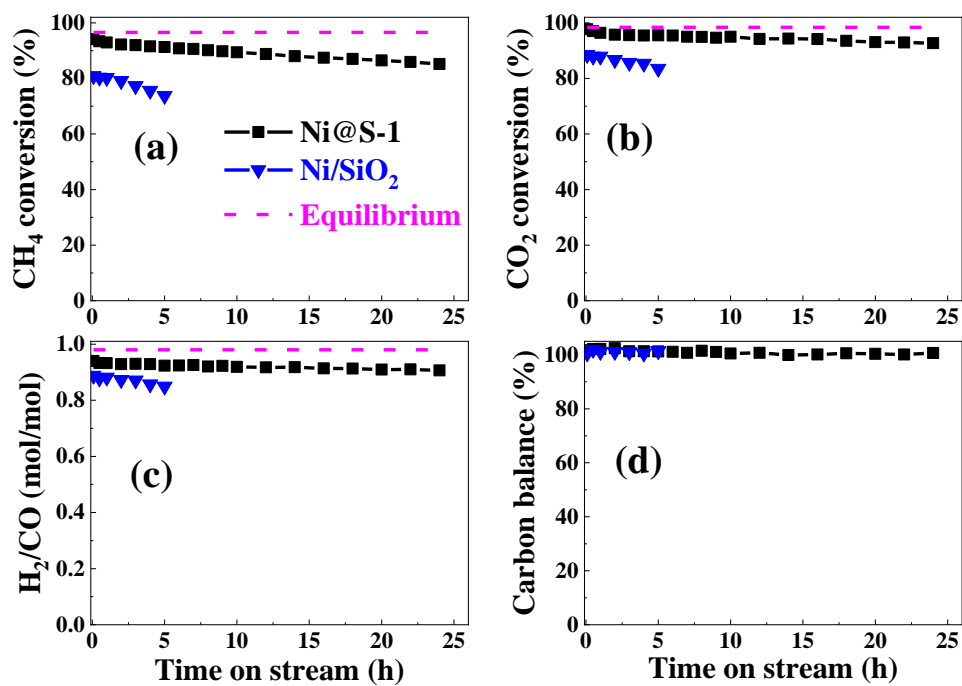 100
80
60
40
20
0
CH₄ conversion (%)
(a)
Ni@S-1
Ni/SiO₂
Equilibrium
0 5 10 15 20 25
100
80
60
40
20
0
CO₂ conversion (%)
(b)
0 5 10 15 20 25
1.0
0.8
0.6
0.4
0.2
0.0
H₂/CO (mol/mol)
(c)
0 5 10 15 20 25
Time on stream (h)
100
80
60
40
20
0
Carbon balance (%)
(d)
0 5 10 15 20 25
Time on stream (h)